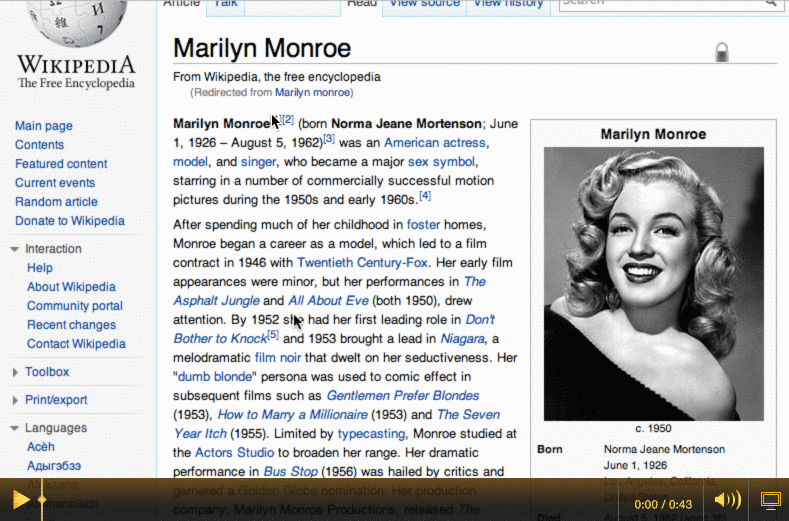 Article Talk Read View source View history Search
WIKIPEDIA
The Free Encyclopedia
Main page
Contents
Featured content
Current events
Random article
Donate to Wikipedia
Interaction
Help
About Wikipedia
Community portal
Recent changes
Contact Wikipedia
Toolbox
Print/export
Languages
Acèh
Адыгэбзэ
Afrikaans
Marilyn Monroe
From Wikipedia, the free encyclopedia
(Redirected from Marilyn monroe)
Marilyn Monroe[2] (born Norma Jeane Mortenson; June
1, 1926 – August 5, 1962)[3] was an American actress,
model, and singer, who became a major sex symbol,
starring in a number of commercially successful motion
pictures during the 1950s and early 1960s.[4]
After spending much of her childhood in foster homes,
Monroe began a career as a model, which led to a film
contract in 1946 with Twentieth Century-Fox. Her early film
appearances were minor, but her performances in The
Asphalt Jungle and All About Eve (both 1950), drew
attention. By 1952 she had her first leading role in Don't
Bother to Knock[5] and 1953 brought a lead in Niagara, a
melodramatic film noir that dwelt on her seductiveness. Her
"dumb blonde" persona was used to comic effect in
subsequent films such as Gentlemen Prefer Blondes
(1953), How to Marry a Millionaire (1953) and The Seven
Year Itch (1955). Limited by typecasting, Monroe studied at
the Actors Studio to broaden her range. Her dramatic
performance in Bus Stop (1956) was hailed by critics and
garnered a Golden Globe nomination. Her production
company, Marilyn Monroe Productions, released The
Marilyn Monroe
c. 1950
Born Norma Jeane Mortenson
June 1, 1926
Los Angeles, California,
Died August 5, 1962
0:00 / 0:43